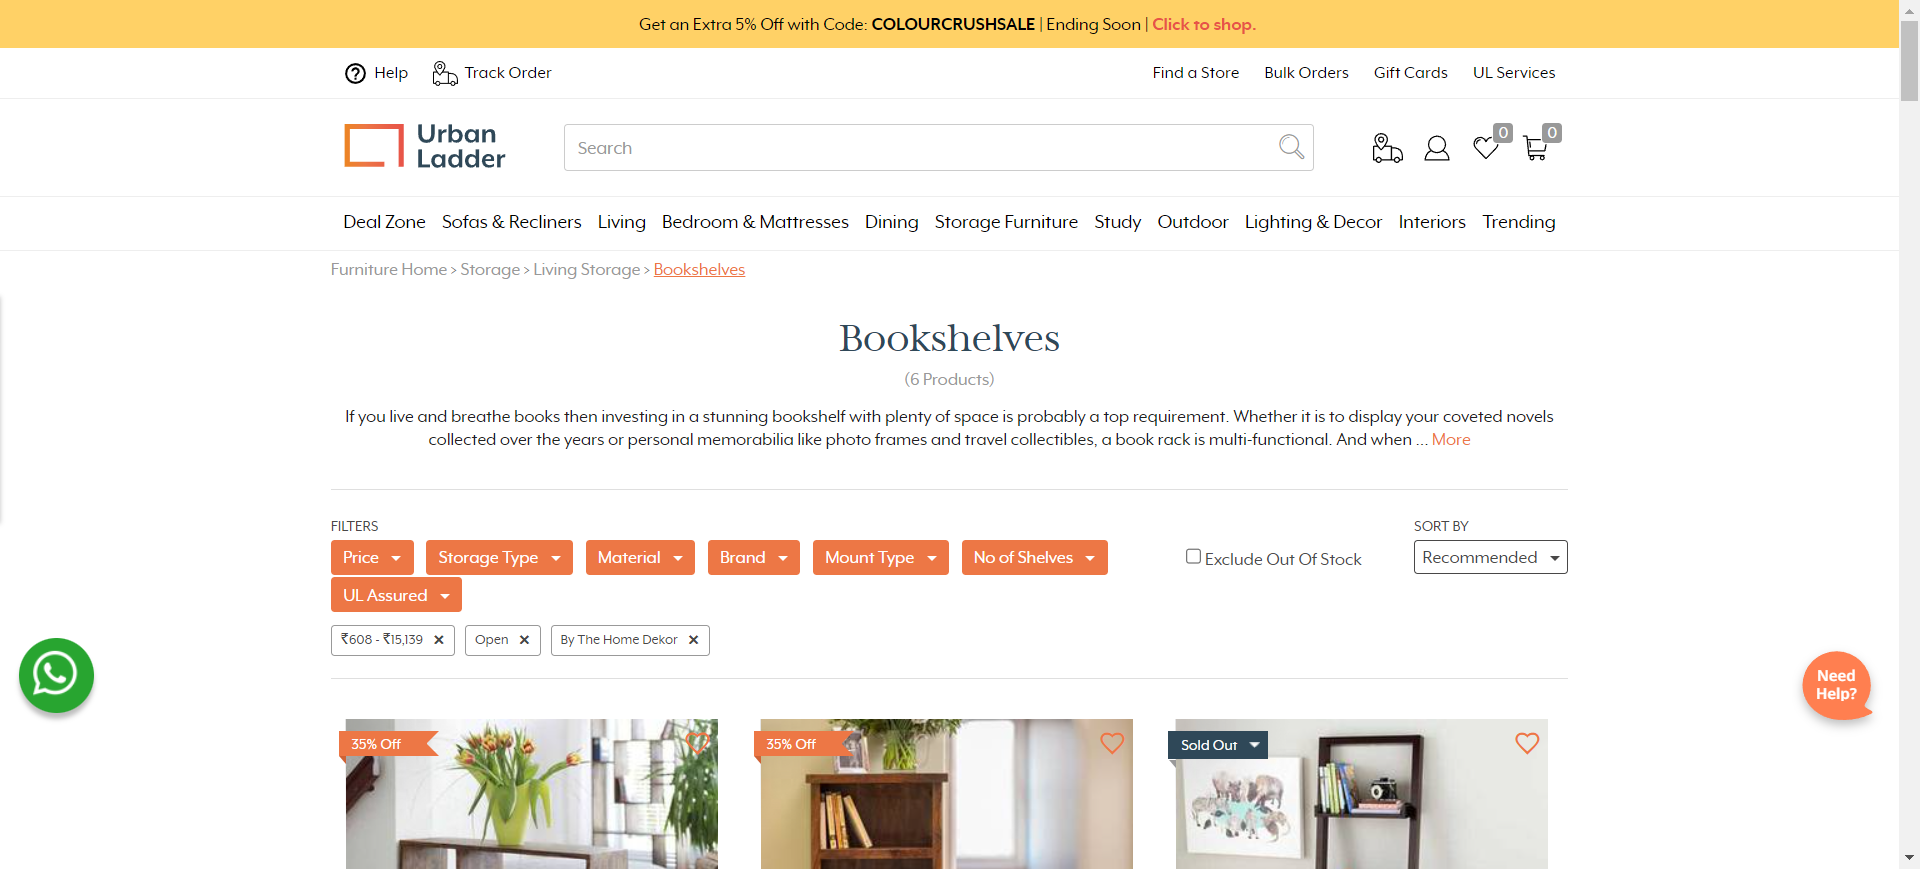 Get an Extra 5% Off with Code: COLOURCRUSHSALE | Ending Soon | Click to shop.
Help Track Order Find a Store Bulk Orders Gift Cards UL Services
Urban
Ladder
Search
0
0
Deal Zone Sofas & Recliners Living Bedroom & Mattresses Dining Storage Furniture Study Outdoor Lighting & Decor Interiors Trending
Furniture Home > Storage > Living Storage > Bookshelves
Bookshelves
(6 Products)
If you live and breathe books then investing in a stunning bookshelf with plenty of space is probably a top requirement. Whether it is to display your coveted novels
collected over the years or personal memorabilia like photo frames and travel collectibles, a book rack is multi-functional. And when ... More
FILTERS
SORT BY
Price Storage Type Material Brand Mount Type No of Shelves Exclude Out Of Stock Recommended
UL Assured
₹608 - ₹15,139 Open By The Home Dekor
Need
Help?
35% Off
35% Off
Sold Out